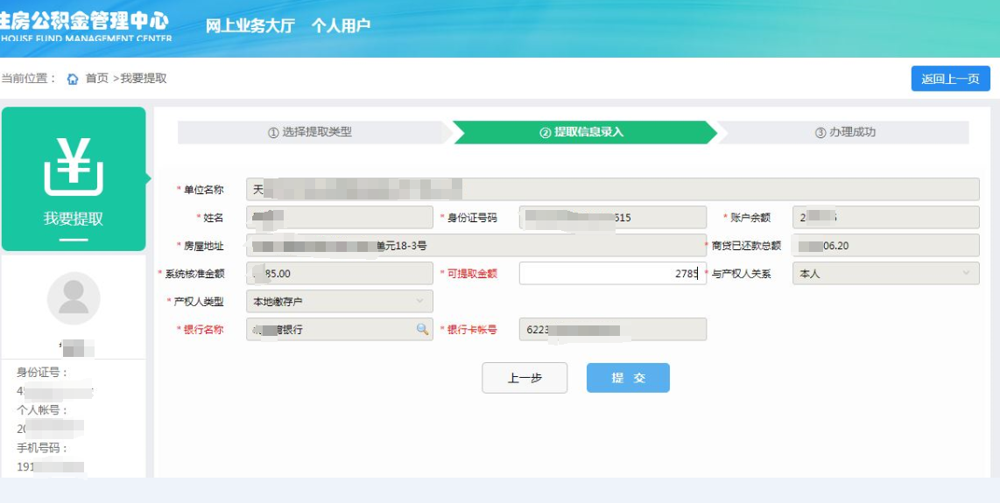 住房公积金管理中心
HOUSE FUND MANAGEMENT CENTER
网上业务大厅 个人用户
当前位置： 首页 >我要提取
返回上一页
① 选择提取类型
② 提取信息录入
③ 办理成功
¥
我要提取
* 单位名称 天
* 姓名 * 身份证号码 615 * 账户余额 2
* 房屋地址 单元18-3号 * 商贷已还款总额 06.20
* 系统核准金额 85.00 * 可提取金额 2785 * 与产权人关系 本人
* 产权人类型 本地缴存户
* 银行名称 银行 * 银行卡帐号 622
上一步 提 交
身份证号：
4
个人帐号：
20
手机号码：
191